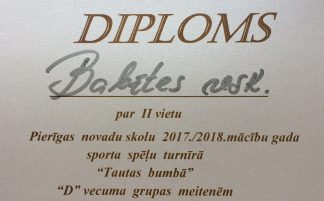 DIPLOMS
Babītes vsk.
par II vietu
Pierīgas novadu skolu 2017./2018.mācību gada
sporta spēļu turnīrā
“Tautas bumbā”
“D” vecuma grupas meitenēm